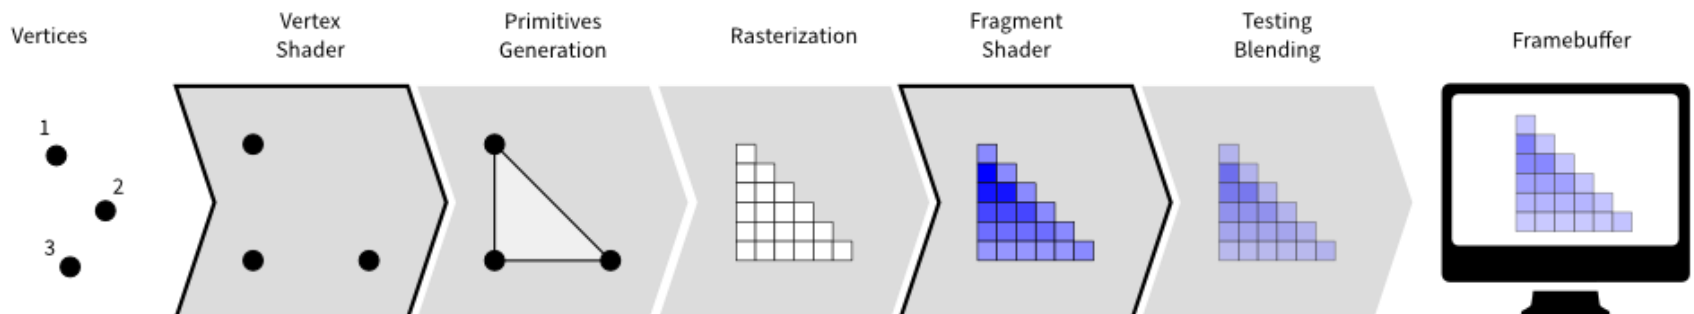 Vertices
Vertex
Shader
Primitives
Generation
Rasterization
Fragment
Shader
Testing
Blending
Framebuffer
1
2
3